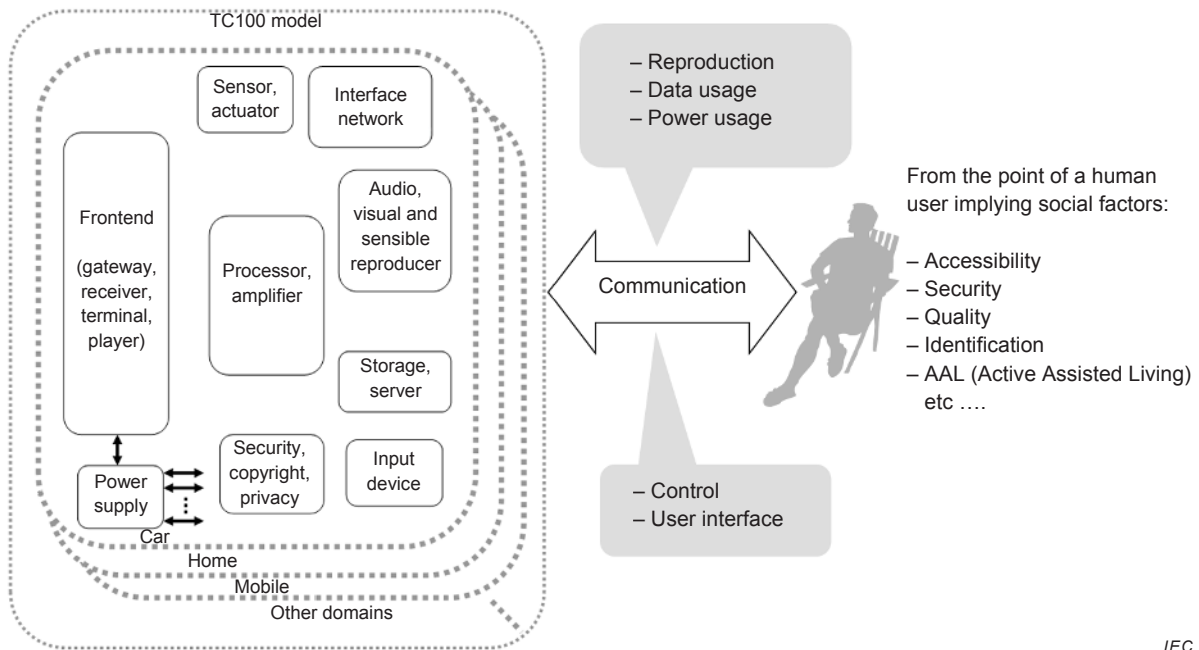 TC100 model
Sensor,
actuator
Interface
network
Frontend
(gateway,
receiver,
terminal,
player)
Processor,
amplifier
Audio,
visual and
sensible
reproducer
Storage,
server
Power
supply
Security,
copyright,
privacy
Input
device
Car
Home
Mobile
Other domains
– Reproduction
– Data usage
– Power usage
Communication
– Control
– User interface
From the point of a human
user implying social factors:
– Accessibility
– Security
– Quality
– Identification
– AAL (Active Assisted Living)
etc ….
IEC